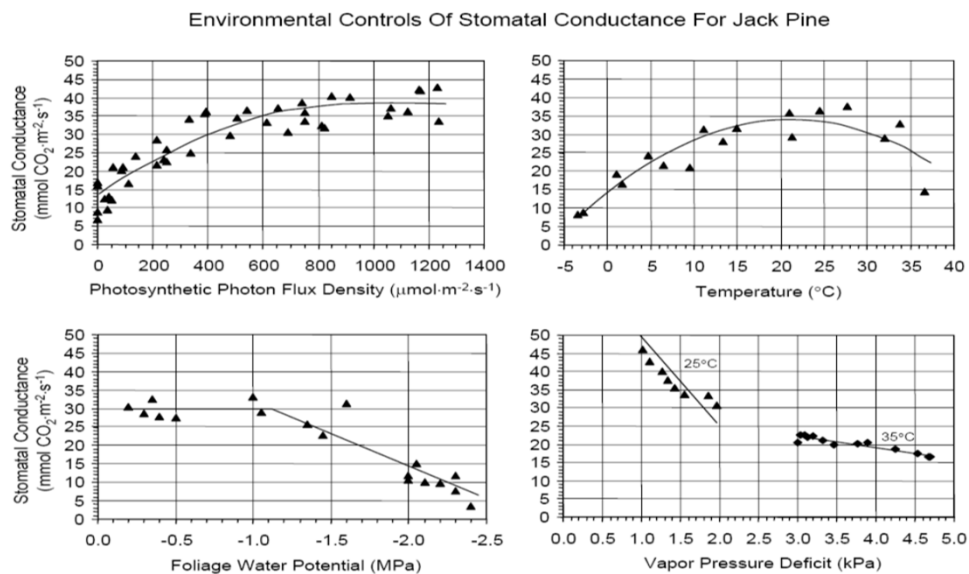 Environmental Controls Of Stomatal Conductance For Jack Pine
Stomatal Conductance
(mmol CO₂·m⁻²·s⁻¹)
50
45
40
35
30
25
20
15
10
5
0
0 200 400 600 800 1000 1200 1400
Photosynthetic Photon Flux Density (μmol·m⁻²·s⁻¹)
50
45
40
35
30
25
20
15
10
5
0
-5 0 5 10 15 20 25 30 35 40
Temperature (°C)
Stomatal Conductance
(mmol CO₂·m⁻²·s⁻¹)
50
45
40
35
30
25
20
15
10
5
0
0.0 -0.5 -1.0 -1.5 -2.0 -2.5
Foliage Water Potential (MPa)
50
45
40
35
30
25
20
15
10
5
0
25°C
35°C
0.0 0.5 1.0 1.5 2.0 2.5 3.0 3.5 4.0 4.5 5.0
Vapor Pressure Deficit (kPa)